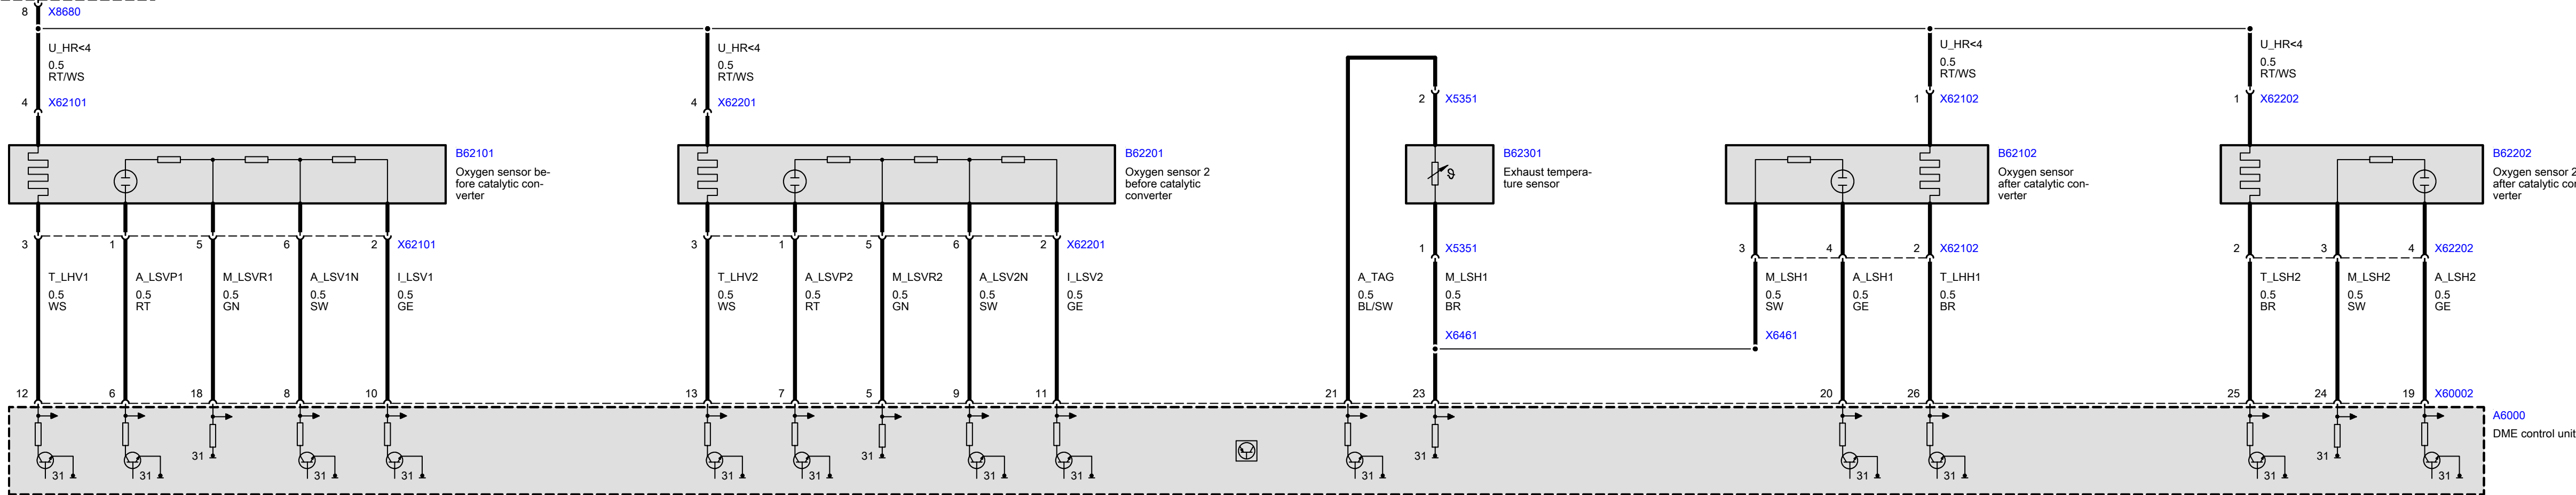 8 X8680
U_HR<4 U_HR<4 U_HR<4 U_HR<4
0.5 0.5 0.5 0.5
RT/WS RT/WS RT/WS RT/WS
4 X62101 4 X62201 2 X5351 1 X62102 1 X62202
B62101 B62201 B62301 B62102 B62202
Oxygen sensor be-
fore catalytic con-
verter
Oxygen sensor 2
before catalytic
converter
Exhaust tempera-
ture sensor
Oxygen sensor
after catalytic con-
verter
Oxygen sensor 2
after catalytic co
verter
3 1 5 6 2 X62101 3 1 5 6 2 X62201 1 X5351 3 4 2 X62102 2 3 4 X62202
T_LHV1 A_LSVP1 M_LSVR1 A_LSV1N I_LSV1 T_LHV2 A_LSVP2 M_LSVR2 A_LSV2N I_LSV2 A_TAG M_LSH1 M_LSH1 A_LSH1 T_LHH1 T_LSH2 M_LSH2 A_LSH2
0.5 0.5 0.5 0.5 0.5 0.5 0.5 0.5 0.5 0.5 0.5 0.5 0.5 0.5 0.5 0.5 0.5 0.5
WS RT GN SW GE WS RT GN SW GE BL/SW BR SW GE BR BR SW GE
X6461 X6461
12 6 18 8 10 13 7 5 9 11 21 23 20 26 25 24 19 X60002
A6000
DME control unit
31 31 31 31
31 31 31 31 31 31 31 31 31 31 31 31 31 31